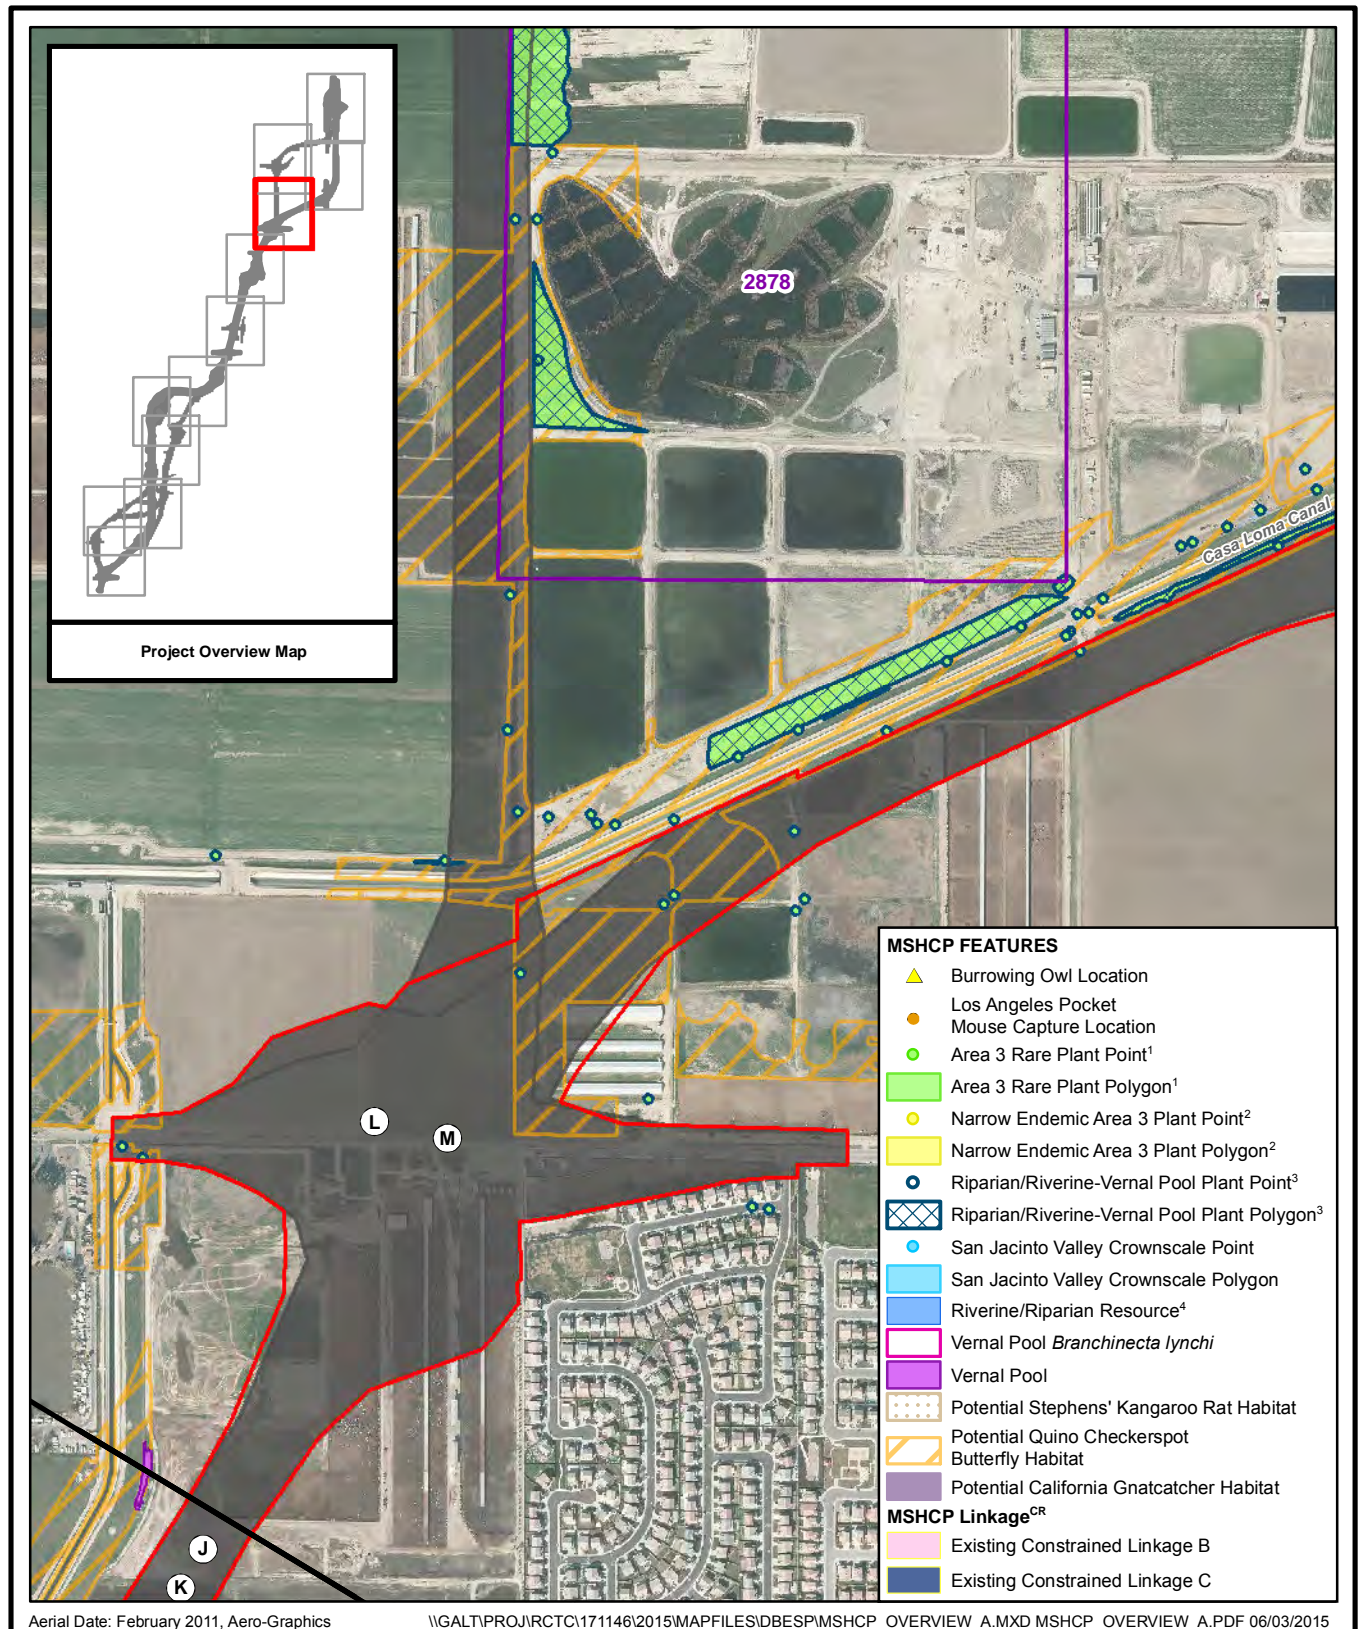 Project Overview Map
2878
Casa Loma Canal
L
M
J
K
MSHCP FEATURES
Burrowing Owl Location
Los Angeles Pocket
Mouse Capture Location
Area 3 Rare Plant Point¹
Area 3 Rare Plant Polygon¹
Narrow Endemic Area 3 Plant Point²
Narrow Endemic Area 3 Plant Polygon²
Riparian/Riverine-Vernal Pool Plant Point³
Riparian/Riverine-Vernal Pool Plant Polygon³
San Jacinto Valley Crownscale Point
San Jacinto Valley Crownscale Polygon
Riverine/Riparian Resource⁴
Vernal Pool Branchinecta lynchi
Vernal Pool
Potential Stephens' Kangaroo Rat Habitat
Potential Quino Checkerspot
Butterfly Habitat
Potential California Gnatcatcher Habitat
MSHCP Linkage^CR
Existing Constrained Linkage B
Existing Constrained Linkage C
Aerial Date: February 2011, Aero-Graphics
\\GALT\PROJ\RCTC\171146\2015\MAPFILES\DBESP\MSHCP_OVERVIEW_A.MXD MSHCP_OVERVIEW_A.PDF 06/03/2015